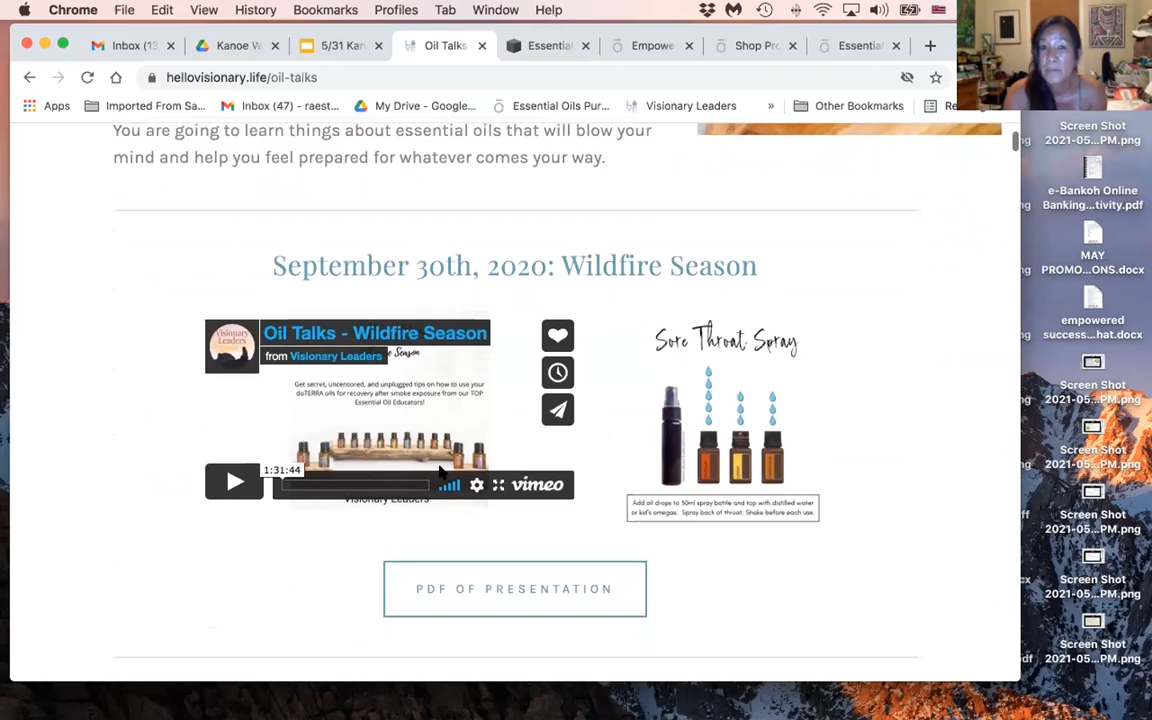 Chrome File Edit View History Bookmarks Profiles Tab Window Help
Inbox (13 Kanoe W 5/31 Kan Oil Talks Essential Empowe Shop Pro Essential
hellovisionary.life/oil-talks
Apps Imported From Sa... Inbox (47) - raest... My Drive - Google... Essential Oils Pur... Visionary Leaders » Other Bookmarks
You are going to learn things about essential oils that will blow your
mind and help you feel prepared for whatever comes your way.
September 30th, 2020: Wildfire Season
Oil Talks - Wildfire Season
from Visionary Leaders
Season
Get secret, uncensored, and unplugged tips on how to use your
doTERRA oils for recovery after smoke exposure from our TOP
Essential Oil Educators!
1:31:44
vimeo
Visionary Leaders
Sore Throat Spray
Add oil drops to 50ml spray bottle and top with distilled water
or kid's omegas. Spray back of throat. Shake before each use.
PDF OF PRESENTATION
Screen Shot
2021-05...PM.png
e-Bankoh Online
Banking...tivity.pdf
MAY
PROMO...ONS.docx
empowered
success...hat.docx
Screen Shot
2021-05...PM.png
Screen Shot
2021-05...PM.png
Screen Shot
2021-05...PM.png
Screen Shot
2021-05...PM.png
Screen Shot
2021-05...PM.png